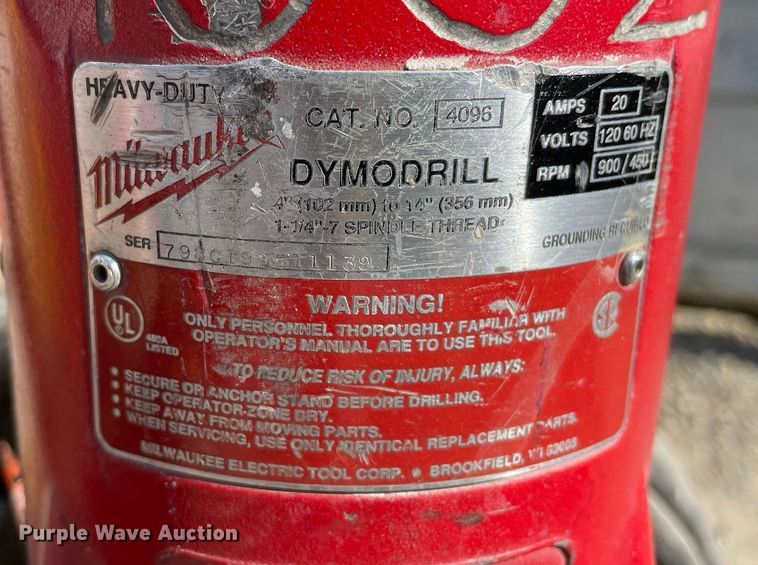 1002
HEAVY-DUTY
Milwaukee
CAT. NO. 4096
DYMODRILL
4" (102 mm) to 14" (356 mm)
1-1/4"-7 SPINDLE THREAD
SER
AMPS 20
VOLTS 120 60 HZ
RPM 900/450
GROUNDING REQUIRED
UL
LISTED
WARNING!
ONLY PERSONNEL THOROUGHLY FAMILIAR WITH
OPERATOR'S MANUAL ARE TO USE THIS TOOL.
TO REDUCE RISK OF INJURY, ALWAYS:
• SECURE OR ANCHOR STAND BEFORE DRILLING.
• KEEP OPERATOR-ZONE DRY.
• KEEP AWAY FROM MOVING PARTS.
• WHEN SERVICING, USE ONLY IDENTICAL REPLACEMENT PARTS.
MILWAUKEE ELECTRIC TOOL CORP. • BROOKFIELD, WI
Purple Wave Auction